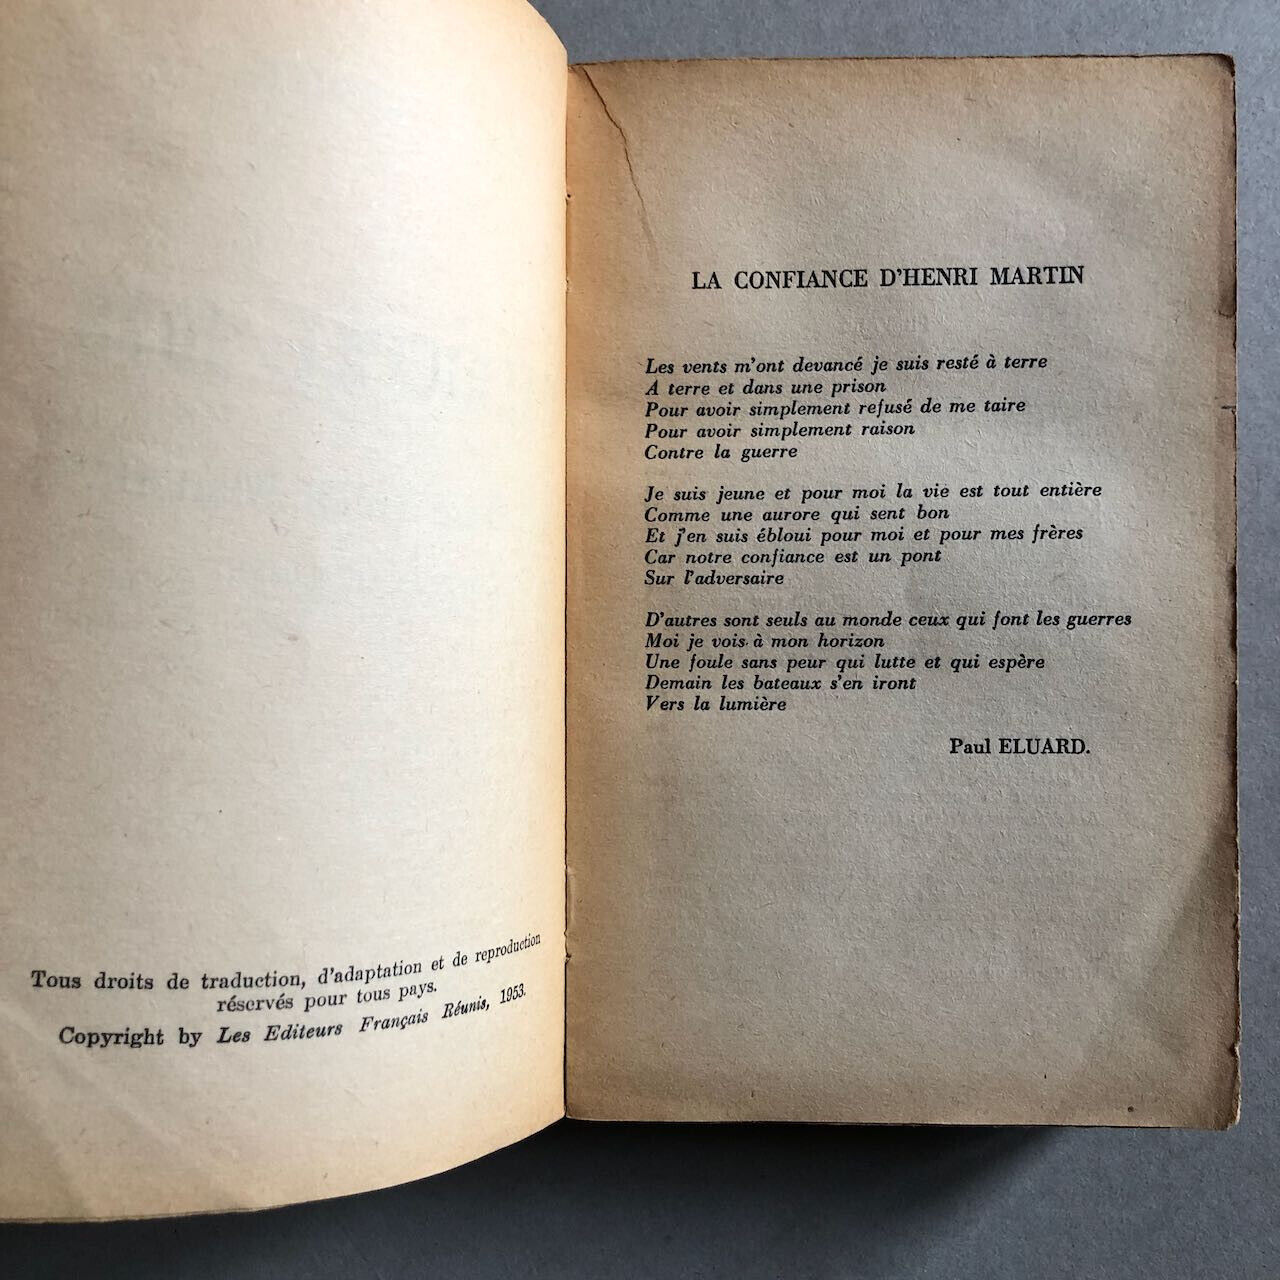 Tous droits de traduction, d'adaptation et de reproduction
réservés pour tous pays.
Copyright by Les Editeurs Français Réunis, 1953.
LA CONFIANCE D'HENRI MARTIN
Les vents m'ont devancé je suis resté à terre
A terre et dans une prison
Pour avoir simplement refusé de me taire
Pour avoir simplement raison
Contre la guerre
Je suis jeune et pour moi la vie est tout entière
Comme une aurore qui sent bon
Et j'en suis ébloui pour moi et pour mes frères
Car notre confiance est un pont
Sur l'adversaire
D'autres sont seuls au monde ceux qui font les guerres
Moi je vois à mon horizon
Une foule sans peur qui lutte et qui espère
Demain les bateaux s'en iront
Vers la lumière
Paul ELUARD.